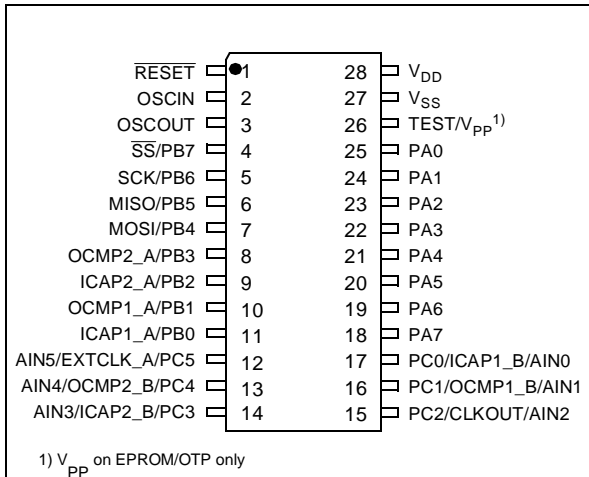 RESET 1 28 VDD
OSCIN 2 27 VSS
OSCOUT 3 26 TEST/VPP1)
SS/PB7 4 25 PA0
SCK/PB6 5 24 PA1
MISO/PB5 6 23 PA2
MOSI/PB4 7 22 PA3
OCMP2_A/PB3 8 21 PA4
ICAP2_A/PB2 9 20 PA5
OCMP1_A/PB1 10 19 PA6
ICAP1_A/PB0 11 18 PA7
AIN5/EXTCLK_A/PC5 12 17 PC0/ICAP1_B/AIN0
AIN4/OCMP2_B/PC4 13 16 PC1/OCMP1_B/AIN1
AIN3/ICAP2_B/PC3 14 15 PC2/CLKOUT/AIN2
1) VPP on EPROM/OTP only